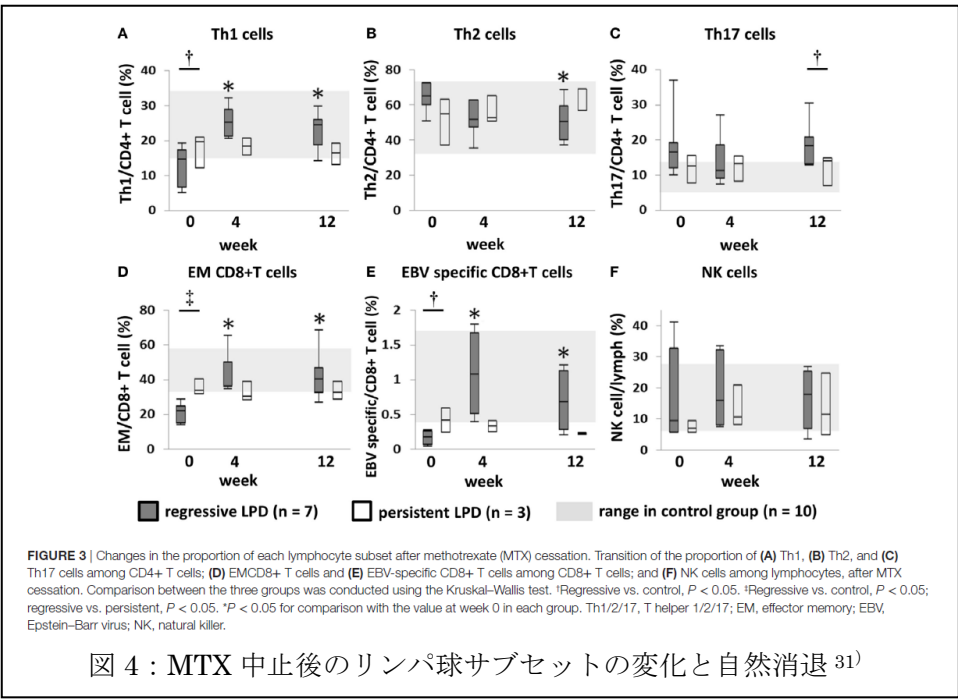 A Th1 cells
Th1/CD4+ T cell (%)
40
30
20
10
0
†
*
*
0 4 12
week
B Th2 cells
Th2/CD4+ T cell (%)
80
60
40
20
0
*
0 4 12
week
C Th17 cells
Th17/CD4+ T cell (%)
40
30
20
10
0
†
0 4 12
week
D EM CD8+T cells
EM/CD8+ T cell (%)
80
60
40
20
0
‡
*
*
0 4 12
week
E EBV specific CD8+T cells
EBV specific/CD8+ T cell (%)
2
1.5
1
0.5
0
†
*
*
0 4 12
week
F NK cells
NK cell/lymph (%)
40
30
20
10
0
0 4 12
week
regressive LPD (n = 7) persistent LPD (n = 3) range in control group (n = 10)
FIGURE 3 | Changes in the proportion of each lymphocyte subset after methotrexate (MTX) cessation. Transition of the proportion of (A) Th1, (B) Th2, and (C)
Th17 cells among CD4+ T cells; (D) EMCD8+ T cells and (E) EBV-specific CD8+ T cells among CD8+ T cells; and (F) NK cells among lymphocytes, after MTX
cessation. Comparison between the three groups was conducted using the Kruskal–Wallis test. †Regressive vs. control, P < 0.05. ‡Regressive vs. control, P < 0.05;
regressive vs. persistent, P < 0.05. *P < 0.05 for comparison with the value at week 0 in each group. Th1/2/17, T helper 1/2/17; EM, effector memory; EBV,
Epstein–Barr virus; NK, natural killer.
図 4：MTX 中止後のリンパ球サブセットの変化と自然消退 31)